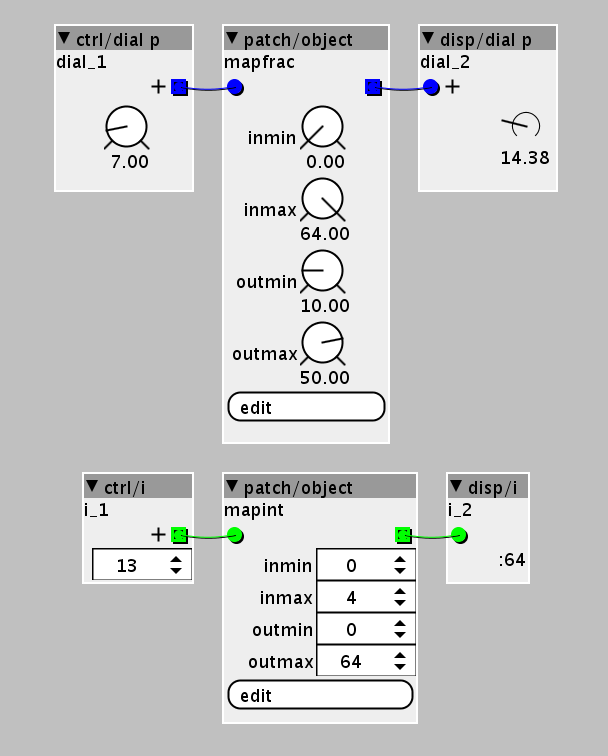 ctrl/dial p
dial_1
+
7.00
patch/object
mapfrac
inmin
0.00
inmax
64.00
outmin
10.00
outmax
50.00
edit
disp/dial p
dial_2
+
14.38
ctrl/i
i_1
+
13
patch/object
mapint
inmin 0
inmax 4
outmin 0
outmax 64
edit
disp/i
i_2
:64